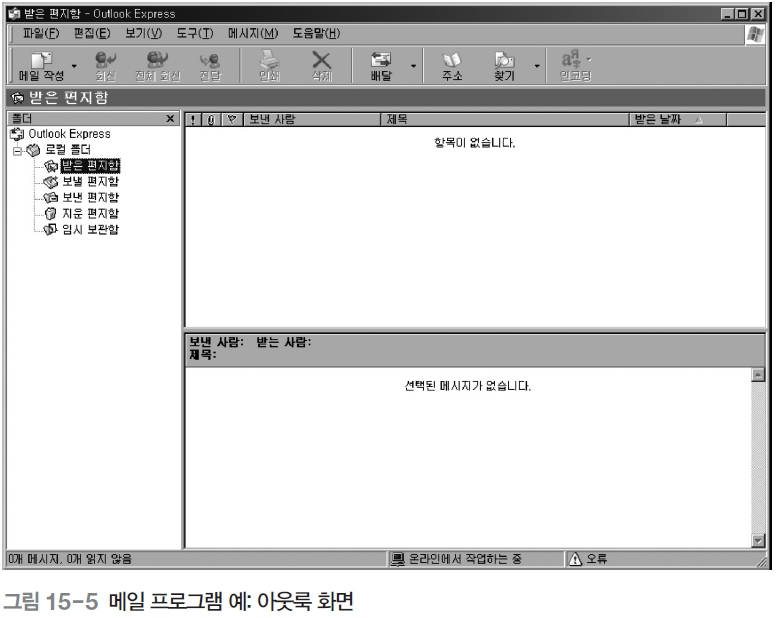 받은 편지함 - Outlook Express
파일(F) 편집(E) 보기(V) 도구(T) 메시지(M) 도움말(H)
메일 작성 회신 전체 회신 전달 인쇄 삭제 배달 주소 찾기 인코딩
받은 편지함
폴더
! 보낸 사람 제목 받은 날짜
Outlook Express
로컬 폴더
받은 편지함
보낼 편지함
보낸 편지함
지운 편지함
임시 보관함
항목이 없습니다.
보낸 사람: 받는 사람:
제목:
선택된 메시지가 없습니다.
0개 메시지, 0개 읽지 않음 온라인에서 작업하는 중 오류
그림 15-5 메일 프로그램 예: 아웃룩 화면